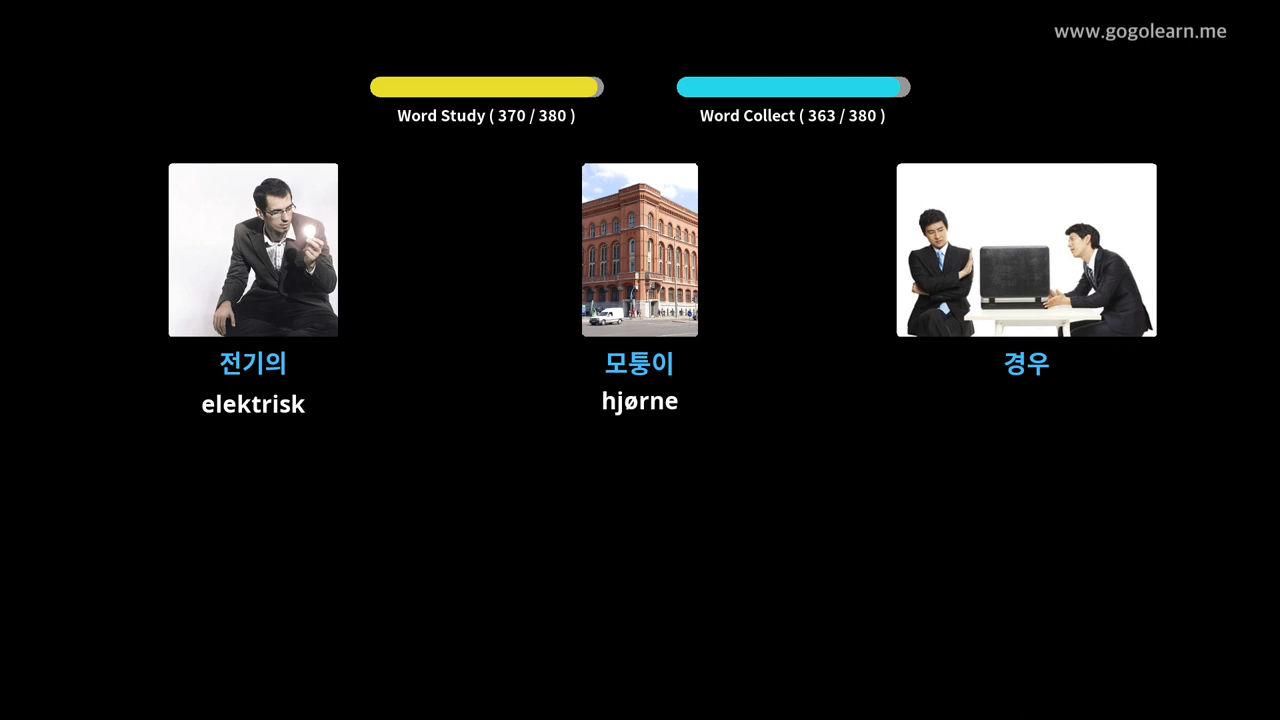 www.gogolearn.me
Word Study ( 370 / 380 )
Word Collect ( 363 / 380 )
전기의
elektrisk
모퉁이
hjørne
경우